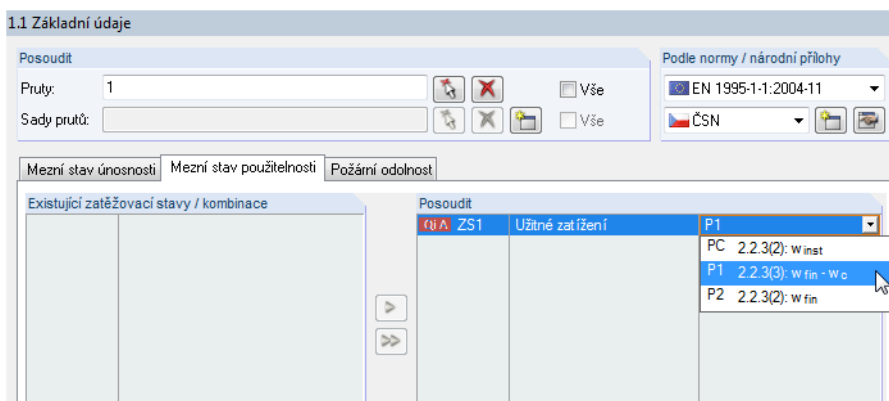 1.1 Základní údaje
Posoudit
Podle normy / národní přílohy
Pruty:
1
Vše
EN 1995-1-1:2004-11
Sady prutů:
Vše
ČSN
Mezní stav únosnosti
Mezní stav použitelnosti
Požární odolnost
Existující zatěžovací stavy / kombinace
Posoudit
Qi A ZS1 Užitné zatížení P1
PC 2.2.3(2): w inst
P1 2.2.3(3): w fin - w c
P2 2.2.3(2): w fin
>
>>